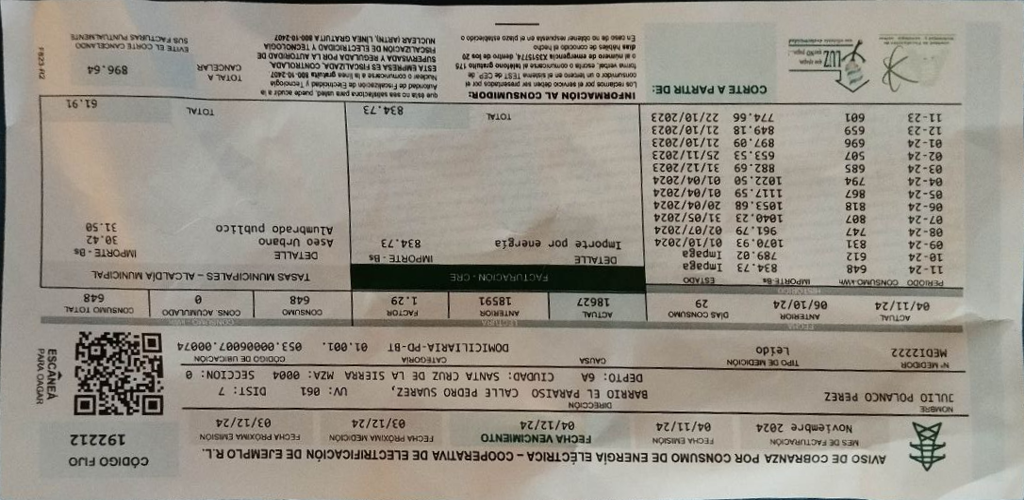 AVISO DE COBRANZA POR CONSUMO DE ENERGÍA ELÉCTRICA – COOPERATIVA DE ELECTRIFICACIÓN DE EJEMPLO R.L.
CÓDIGO FIJO
192212
MES DE FACTURACIÓN FECHA EMISIÓN FECHA VENCIMIENTO FECHA PRÓXIMA MEDICIÓN FECHA PRÓXIMA EMISIÓN
Noviembre 2024 04/11/24 04/12/24 03/12/24 03/12/24
NOMBRE DIRECCIÓN
JULIO POLANCO PEREZ BARRIO EL PARAISO CALLE PEDRO SUAREZ, UV: 061 DIST: 7
DEPTO: 6A CIUDAD: SANTA CRUZ DE LA SIERRA MZA: 0004 SECCION: 0
ESCANÉA
PARA PAGAR
N° MEDIDOR TIPO DE MEDICIÓN CAUSA CATEGORÍA CÓDIGO DE UBICACIÓN
MEDI2222 Leído DOMICILIARIA-PD-BT 01.001. 053.00006007.00074
FECHA LECTURA CONSUMO - KWh
ACTUAL ANTERIOR DÍAS CONSUMO ACTUAL ANTERIOR FACTOR CONSUMO CONS. ACUMULADO CONSUMO TOTAL
04/11/24 06/10/24 29 18627 18591 1.29 648 0 648
HISTÓRICO
PERIODO CONSUMO-kWh IMPORTE-Bs ESTADO
11-24 648 834.73 Impaga
10-24 612 789.02 Impaga
09-24 831 1070.93 01/10/2024
08-24 747 961.79 02/07/2024
07-24 807 1040.23 31/05/2024
06-24 818 1053.68 20/04/2024
05-24 867 1117.59 01/04/2024
04-24 794 1022.50 01/04/2024
03-24 685 882.69 31/12/2023
02-24 507 653.53 25/11/2023
01-24 696 897.09 21/10/2023
12-23 659 849.18 21/10/2023
11-23 601 774.66 22/10/2023
FACTURACIÓN - CRE
DETALLE IMPORTE - Bs
Importe por energía 834.73
TOTAL 834.73
TASAS MUNICIPALES – ALCALDÍA MUNICIPAL
DETALLE IMPORTE - Bs
Aseo Urbano 30.42
Alumbrado publico 31.50
TOTAL 61.91
LUZ
CORTE A PARTIR DE:
INFORMACIÓN AL CONSUMIDOR:
Los reclamos por el servicio deben ser presentados por el
consumidor o un tercero en el sistema TEST de CEP de
forma verbal, escrita o comunicarse al teléfono gratuito 175
o al número de emergencia X3515774, dentro de los 20
días hábiles de conocido el hecho
En caso de no obtener respuesta en el plazo establecido o
que ésta no sea satisfactoria para usted, puede acudir a la
Autoridad de Fiscalización de Electricidad y Tecnología
Nuclear o comunicarse a la línea gratuita 800-10-2407
ESTA EMPRESA ES FISCALIZADA, CONTROLADA,
SUPERVISADA Y REGULADA POR LA AUTORIDAD DE
FISCALIZACIÓN DE ELECTRICIDAD Y TECNOLOGÍA
NUCLEAR (AETN), LÍNEA GRATUITA 800-10-2407
TOTAL A
CANCELAR 896.64
EVITE EL CORTE CANCELANDO
SUS FACTURAS PUNTUALMENTE
F823-R2